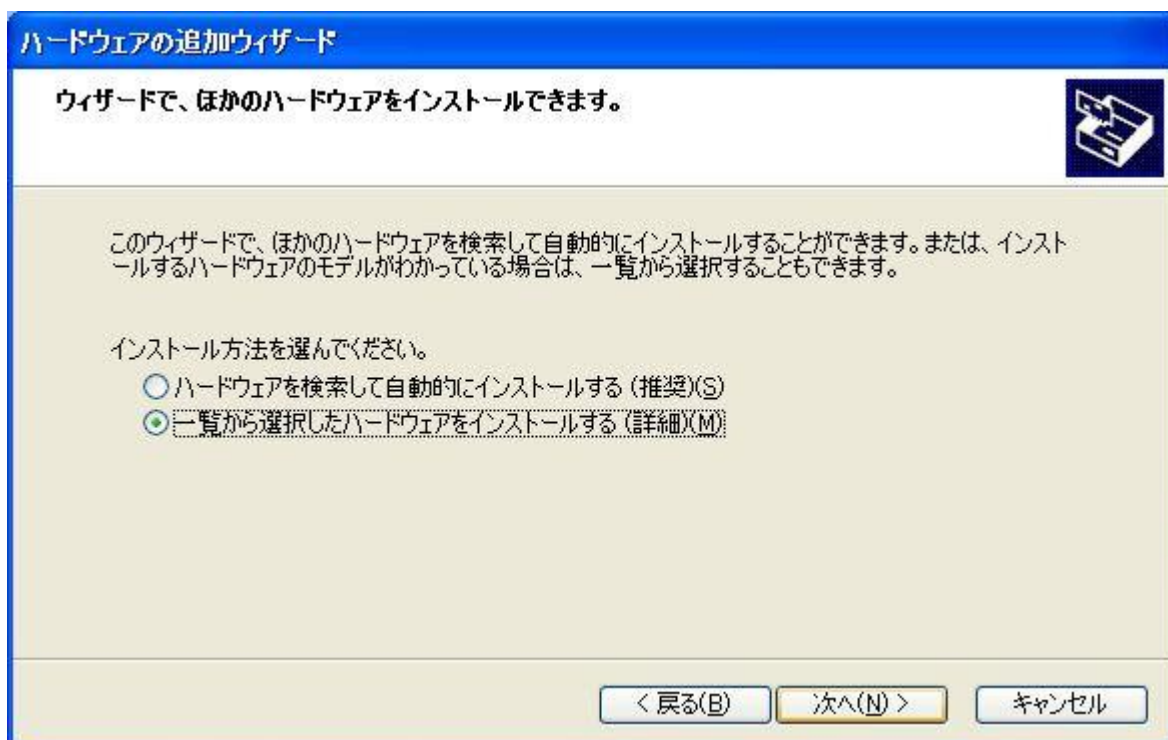 ハードウェアの追加ウィザード
ウィザードで、ほかのハードウェアをインストールできます。
このウィザードで、ほかのハードウェアを検索して自動的にインストールすることができます。または、インスト
ールするハードウェアのモデルがわかっている場合は、一覧から選択することもできます。
インストール方法を選んでください。
ハードウェアを検索して自動的にインストールする (推奨)(S)
一覧から選択したハードウェアをインストールする (詳細)(M)
< 戻る(B)
次へ(N) >
キャンセル